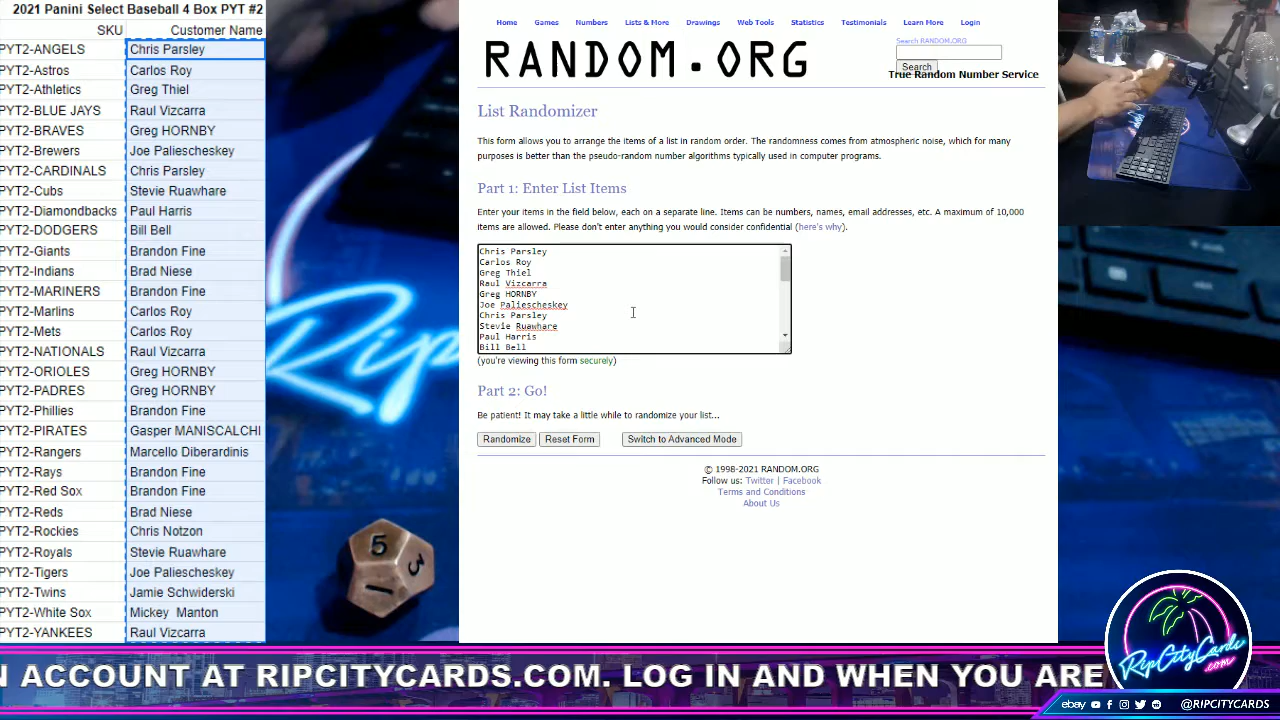 2021 Panini Select Baseball 4 Box PYT #2
SKU Customer Name
PYT2-ANGELS Chris Parsley
PYT2-Astros Carlos Roy
PYT2-Athletics Greg Thiel
PYT2-BLUE JAYS Raul Vizcarra
PYT2-BRAVES Greg HORNBY
PYT2-Brewers Joe Paliescheskey
PYT2-CARDINALS Chris Parsley
PYT2-Cubs Stevie Ruawhare
PYT2-Diamondbacks Paul Harris
PYT2-DODGERS Bill Bell
PYT2-Giants Brandon Fine
PYT2-Indians Brad Niese
PYT2-MARINERS Brandon Fine
PYT2-Marlins Carlos Roy
PYT2-Mets Carlos Roy
PYT2-NATIONALS Raul Vizcarra
PYT2-ORIOLES Greg HORNBY
PYT2-PADRES Greg HORNBY
PYT2-Phillies Brandon Fine
PYT2-PIRATES Gasper MANISCALCHI
PYT2-Rangers Marcello Diberardinis
PYT2-Rays Brandon Fine
PYT2-Red Sox Brandon Fine
PYT2-Reds Brad Niese
PYT2-Rockies Chris Notzon
PYT2-Royals Stevie Ruawhare
PYT2-Tigers Joe Paliescheskey
PYT2-Twins Jamie Schwiderski
PYT2-White Sox Mickey Manton
PYT2-YANKEES Raul Vizcarra
Home Games Numbers Lists & More Drawings Web Tools Statistics Testimonials Learn More Login
RANDOM.ORG
Search RANDOM.ORG
Search
True Random Number Service
List Randomizer
This form allows you to arrange the items of a list in random order. The randomness comes from atmospheric noise, which for many
purposes is better than the pseudo-random number algorithms typically used in computer programs.
Part 1: Enter List Items
Enter your items in the field below, each on a separate line. Items can be numbers, names, email addresses, etc. A maximum of 10,000
items are allowed. Please don't enter anything you would consider confidential (here's why).
Chris Parsley
Carlos Roy
Greg Thiel
Raul Vizcarra
Greg HORNBY
Joe Paliescheskey
Chris Parsley
Stevie Ruawhare
Paul Harris
Bill Bell
(you're viewing this form securely)
Part 2: Go!
Be patient! It may take a little while to randomize your list...
Randomize Reset Form Switch to Advanced Mode
© 1998-2021 RANDOM.ORG
Follow us: Twitter | Facebook
Terms and Conditions
About Us
Rip
5
3
1
N ACCOUNT AT RIPCITYCARDS.COM. LOG IN AND WHEN YOU ARE
RipCityCards
.com
ebay @RIPCITYCARDS